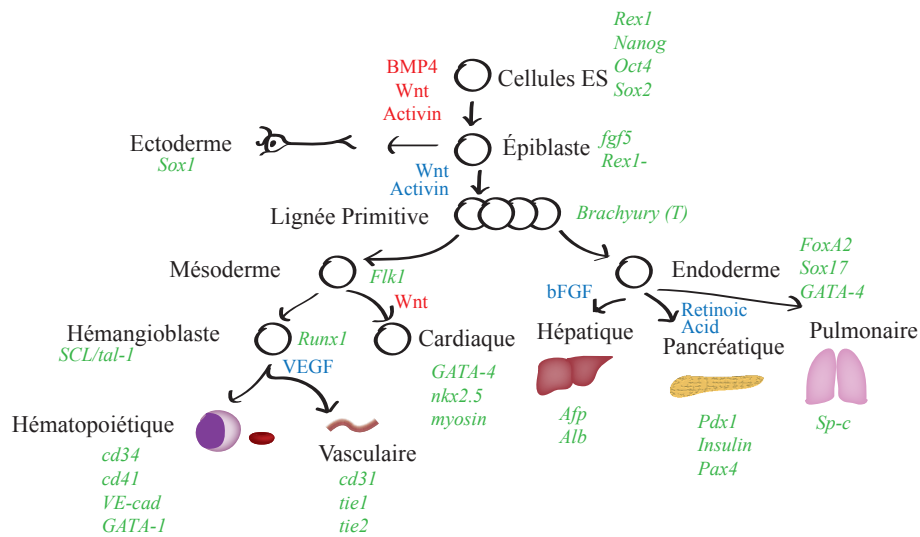 Rex1
Nanog
Oct4
Sox2
BMP4
Wnt
Activin
Cellules ES
Ectoderme
Sox1
Épiblaste
fgf5
Rex1-
Wnt
Activin
Lignée Primitive
Brachyury (T)
Mésoderme
Flk1
Endoderme
FoxA2
Sox17
GATA-4
Wnt
bFGF
Retinoic
Acid
Hémangioblaste
SCL/tal-1
Runx1
VEGF
Cardiaque
GATA-4
nkx2.5
myosin
Hépatique
Afp
Alb
Pancréatique
Pdx1
Insulin
Pax4
Pulmonaire
Sp-c
Hématopoiétique
cd34
cd41
VE-cad
GATA-1
Vasculaire
cd31
tie1
tie2